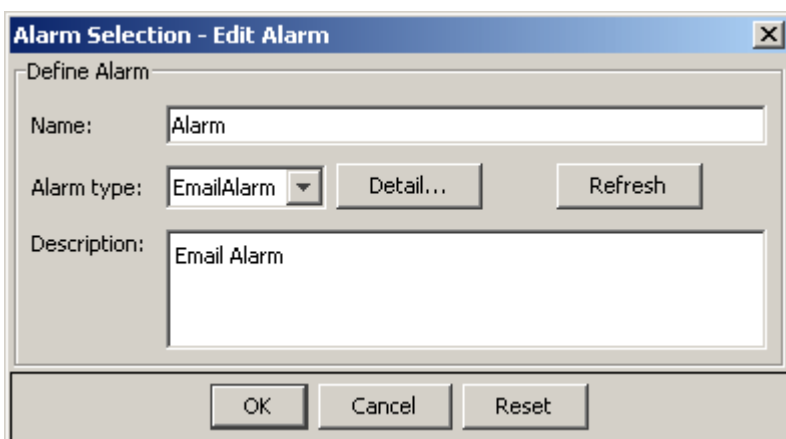 Alarm Selection - Edit Alarm
Define Alarm
Name: Alarm
Alarm type: EmailAlarm Detail... Refresh
Description: Email Alarm
OK Cancel Reset